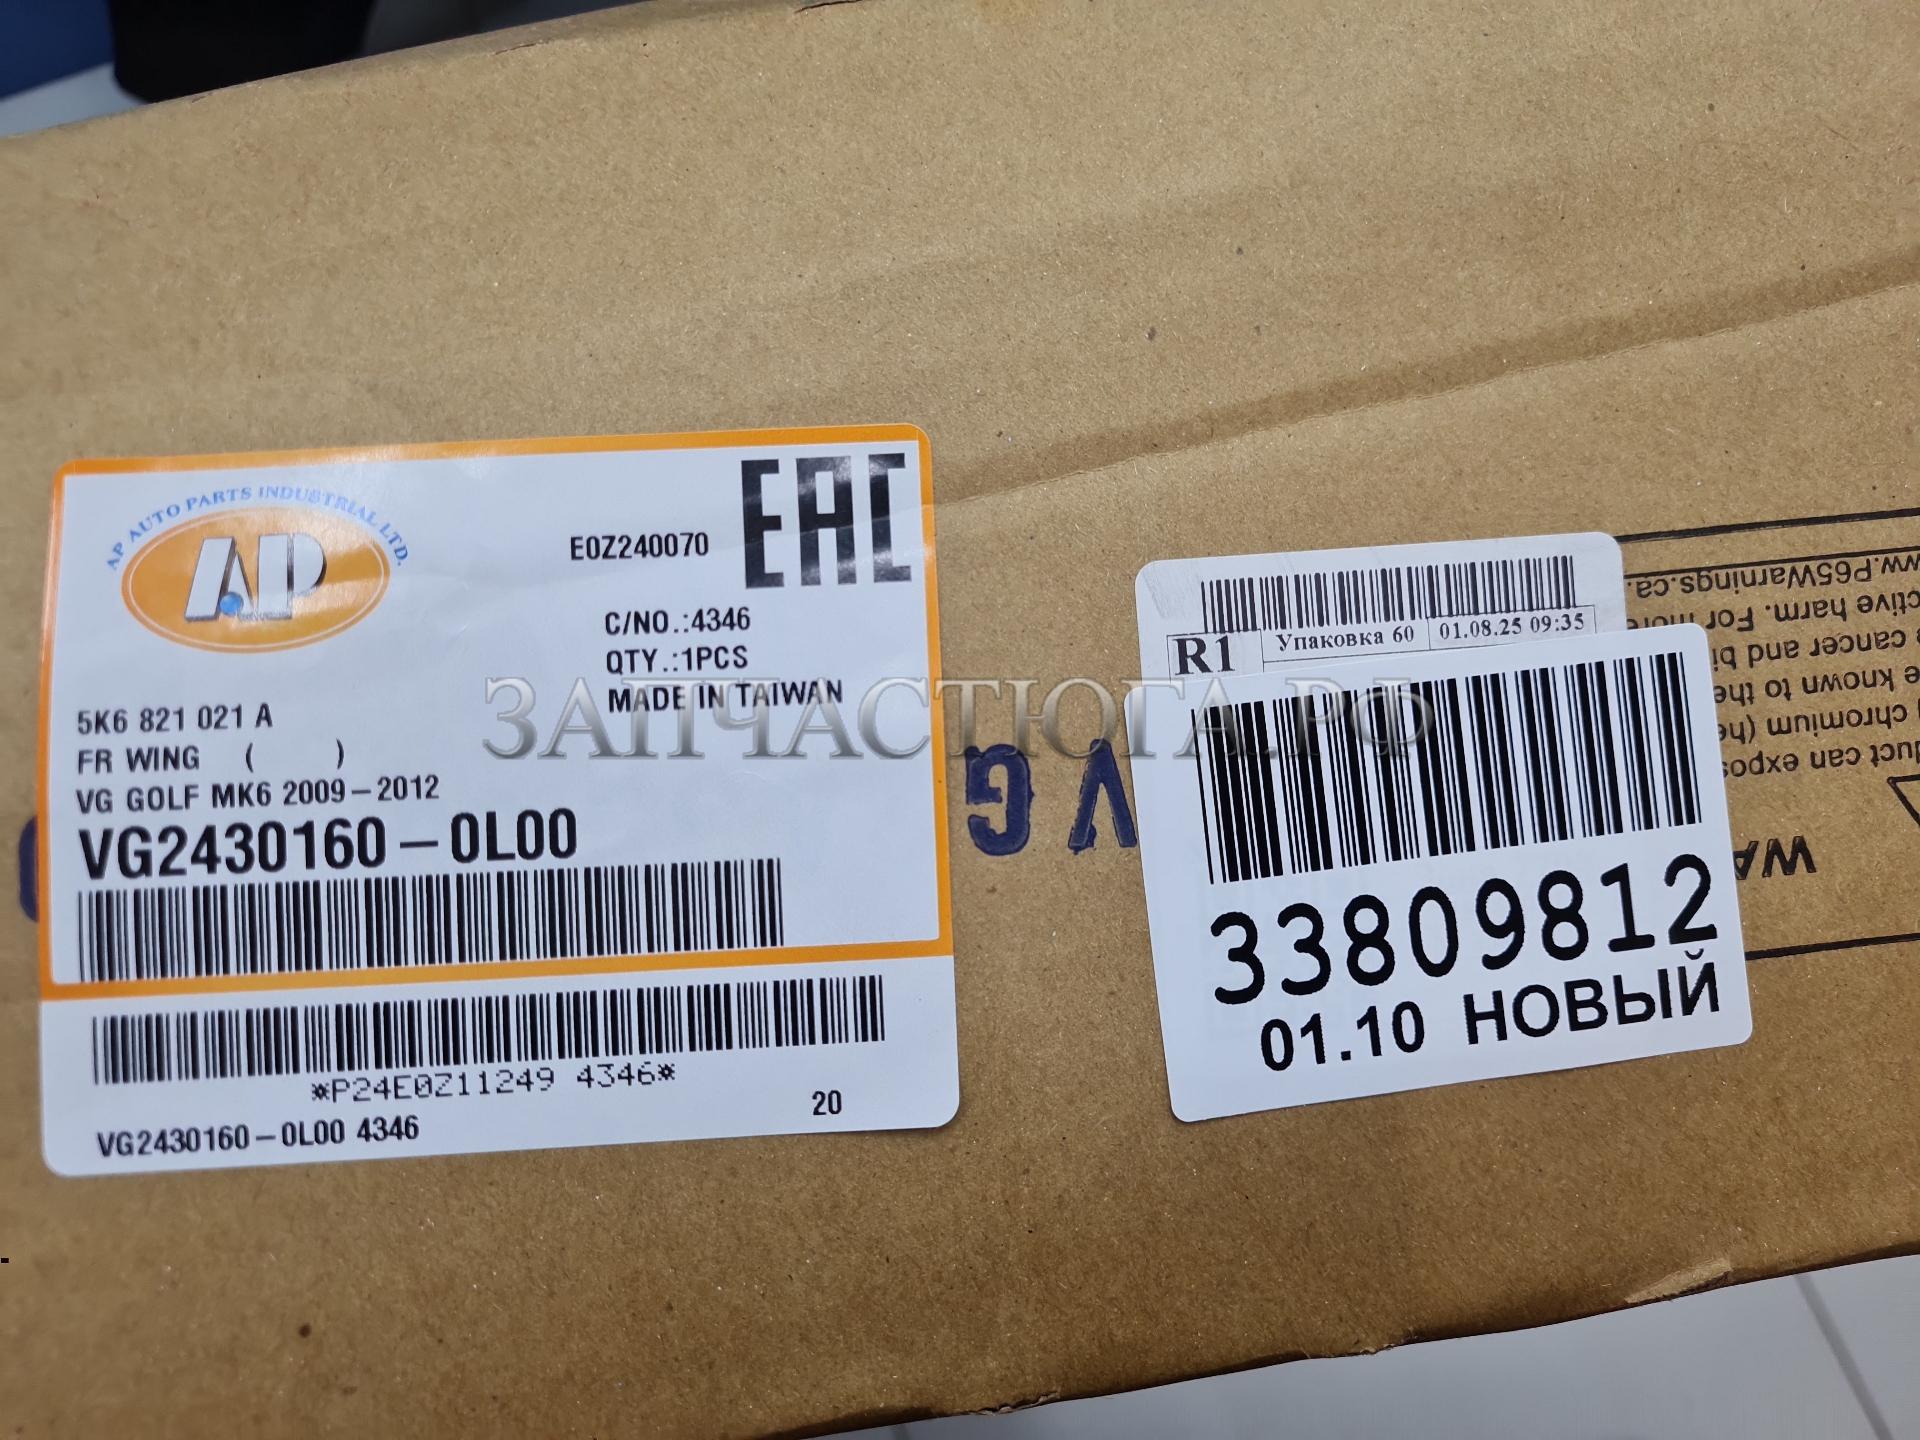 AP AUTO PARTS INDUSTRIAL LTD.
AP
E0Z240070
EAC
C/NO.:4346
QTY.:1PCS
MADE IN TAIWAN
5K6 821 021 A
FR WING ( )
VG GOLF MK6 2009-2012
VG2430160-0L00
*P24E0Z11249 4346*
20
VG2430160-0L00 4346
ЗАПЧАСТЮГА.РФ
VG
R1
Упаковка 60
01.08.25 09:35
33809812
01.10 НОВЫЙ
WA
duct can expos
chromium (he
known to the
cancer and bi
ctive harm. For more
ww.P65Warnings.ca.